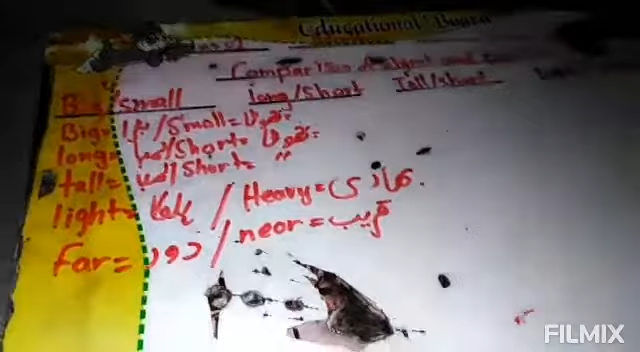 Educational Board
Comparison
Big/small long/Short Tall/short
Big= بڑا/Small= چھوٹا
long= لمبا/Short= چھوٹا
tall= لمبا/Short=
light= ہلکا / Heavy= بھاری
Far= دور / near= قریب
FILMIX